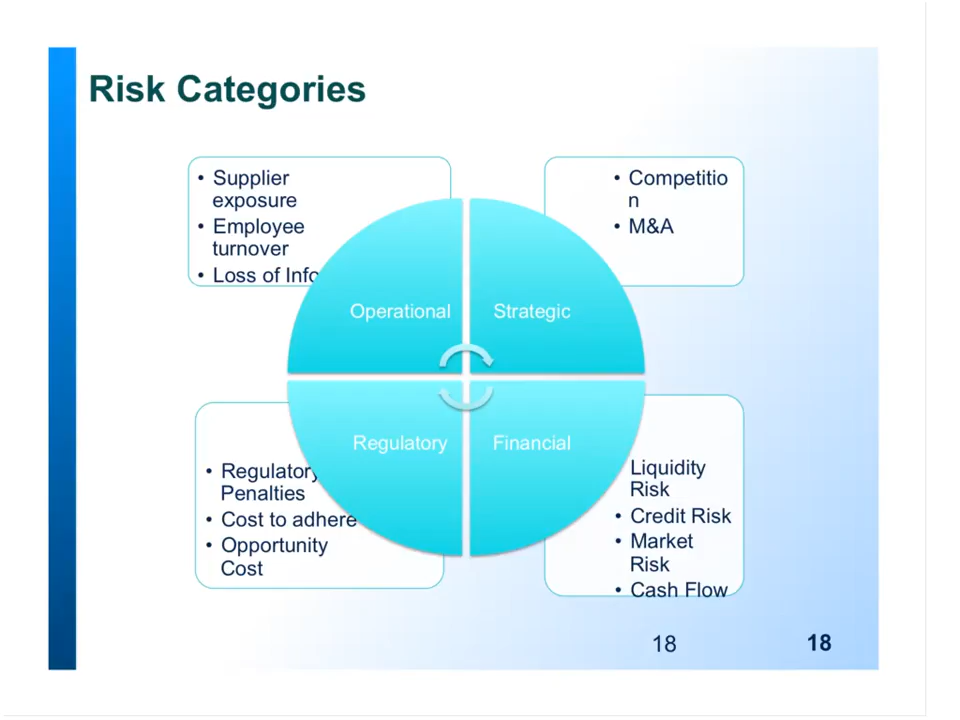 Risk Categories
• Supplier
exposure
• Employee
turnover
• Loss of Info
• Competitio
n
• M&A
Operational
Strategic
Regulatory
Financial
• Regulatory
Penalties
• Cost to adhere
• Opportunity
Cost
Liquidity
Risk
• Credit Risk
• Market
Risk
• Cash Flow
18
18